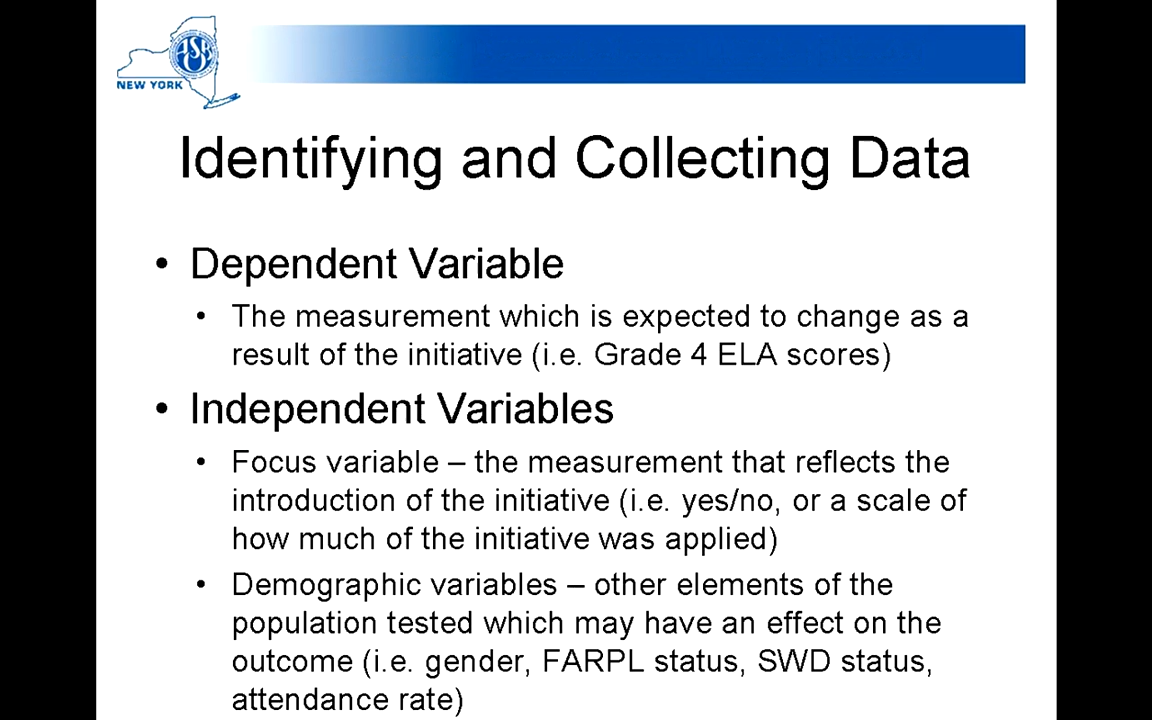 ASBO
NEW YORK
Identifying and Collecting Data
• Dependent Variable
• The measurement which is expected to change as a
result of the initiative (i.e. Grade 4 ELA scores)
• Independent Variables
• Focus variable – the measurement that reflects the
introduction of the initiative (i.e. yes/no, or a scale of
how much of the initiative was applied)
• Demographic variables – other elements of the
population tested which may have an effect on the
outcome (i.e. gender, FARPL status, SWD status,
attendance rate)